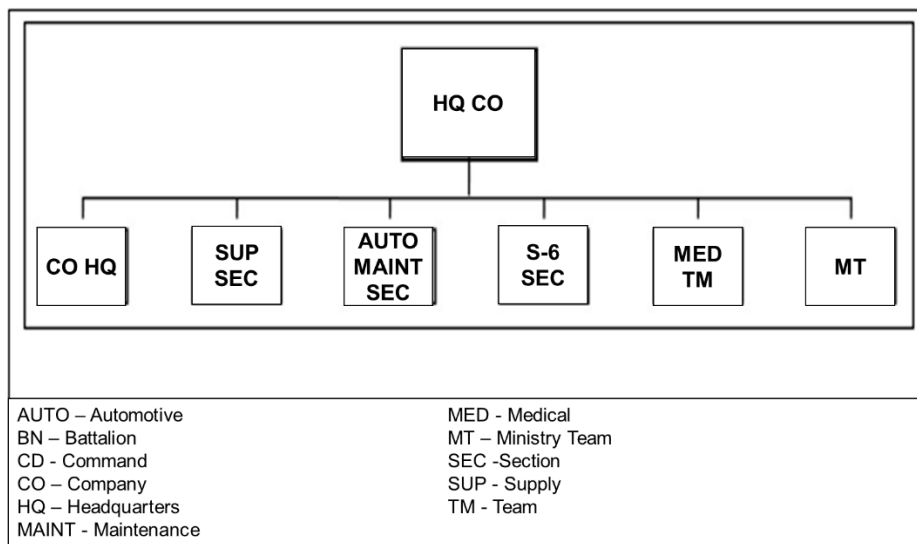 HQ CO
CO HQ
SUP
SEC
AUTO
MAINT
SEC
S-6
SEC
MED
TM
MT
AUTO – Automotive
BN – Battalion
CD - Command
CO – Company
HQ – Headquarters
MAINT - Maintenance
MED - Medical
MT – Ministry Team
SEC -Section
SUP - Supply
TM - Team